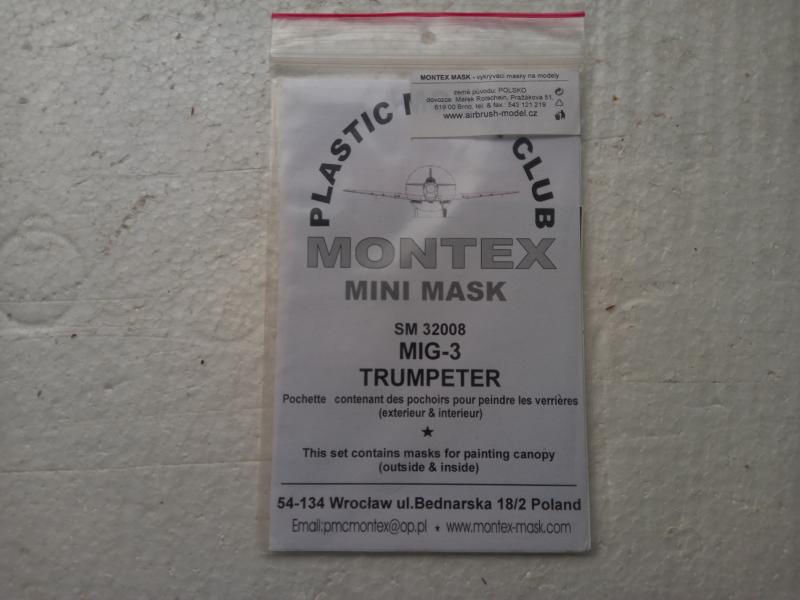 MONTEX MASK - vykrývací masky na modely
země původu: POLSKO
dovozce: Marek Rotschein, Pražákova 51,
619 00 Brno, tel. & fax.: 543 121 219
www.airbrush-model.cz
PLASTIC M CLUB
MONTEX
MINI MASK
SM 32008
MIG-3
TRUMPETER
Pochette contenant des pochoirs pour peindre les verrières
(exterieur & interieur)
This set contains masks for painting canopy
(outside & inside)
54-134 Wrocław ul.Bednarska 18/2 Poland
Email:pmcmontex@op.pl ★ www.montex-mask.com